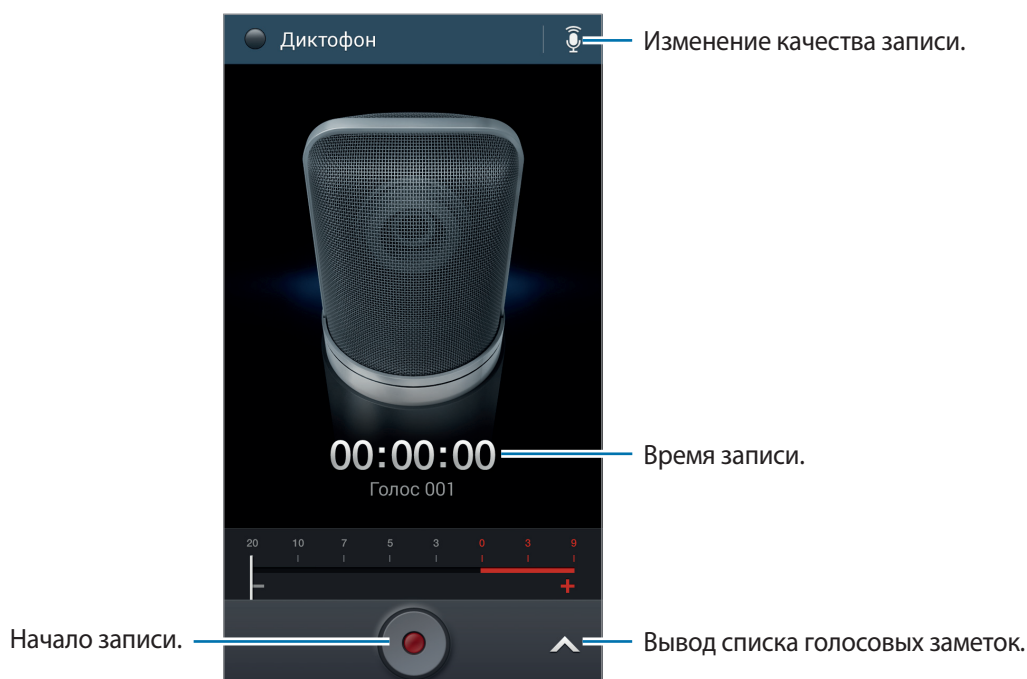 Диктофон
Изменение качества записи.
00:00:00
Время записи.
Голос 001
20 10 7 5 3 0 3 9
− +
Начало записи.
Вывод списка голосовых заметок.